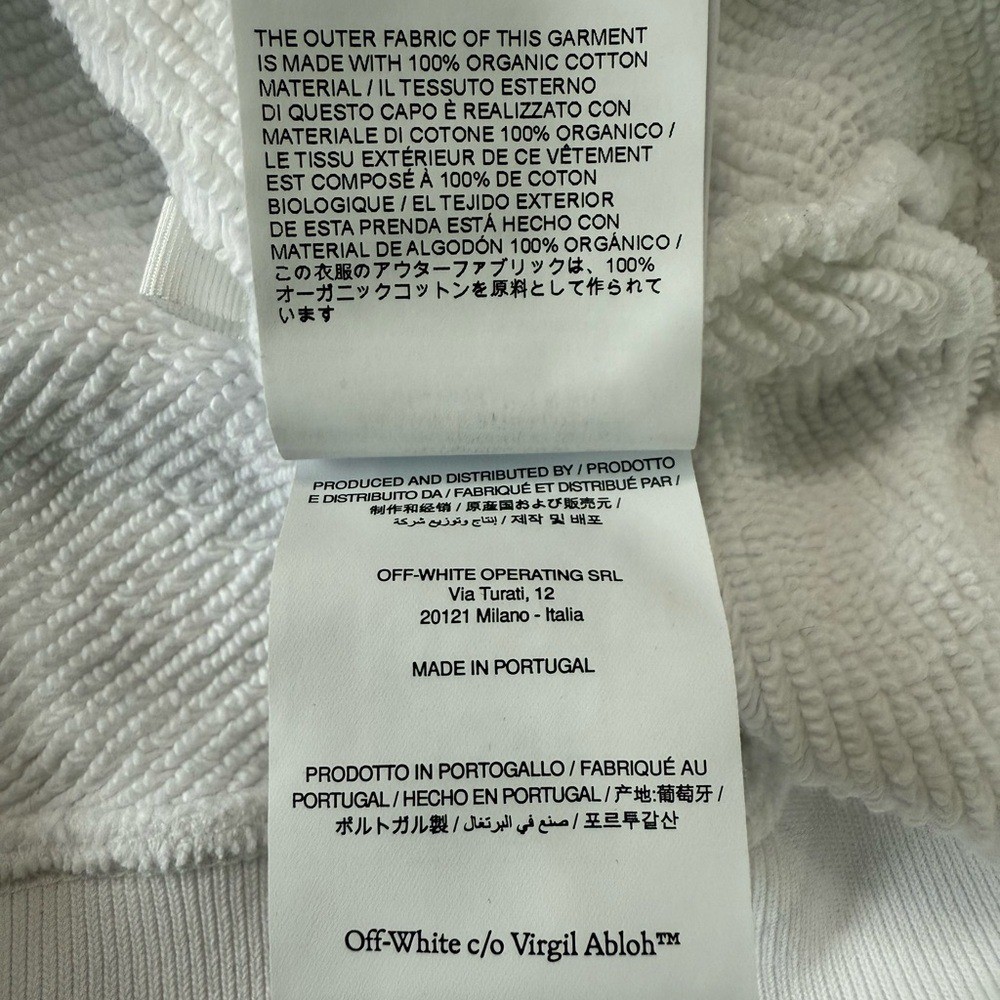 THE OUTER FABRIC OF THIS GARMENT
IS MADE WITH 100% ORGANIC COTTON
MATERIAL / IL TESSUTO ESTERNO
DI QUESTO CAPO È REALIZZATO CON
MATERIALE DI COTONE 100% ORGANICO /
LE TISSU EXTÉRIEUR DE CE VÊTEMENT
EST COMPOSÉ À 100% DE COTON
BIOLOGIQUE / EL TEJIDO EXTERIOR
DE ESTA PRENDA ESTÁ HECHO CON
MATERIAL DE ALGODÓN 100% ORGÁNICO /
この衣服のアウターファブリックは、100%
オーガニックコットンを原料として作られて
います
PRODUCED AND DISTRIBUTED BY / PRODOTTO
E DISTRIBUITO DA / FABRIQUÉ ET DISTRIBUÉ PAR /
制作和经销 / 原産国および販売元 /
إنتاج وتوزيع شركة / 제작 및 배포
OFF-WHITE OPERATING SRL
Via Turati, 12
20121 Milano - Italia
MADE IN PORTUGAL
PRODOTTO IN PORTOGALLO / FABRIQUÉ AU
PORTUGAL / HECHO EN PORTUGAL / 产地:葡萄牙 /
ポルトガル製 / صنع في البرتغال / 포르투갈산
Off-White c/o Virgil Abloh™